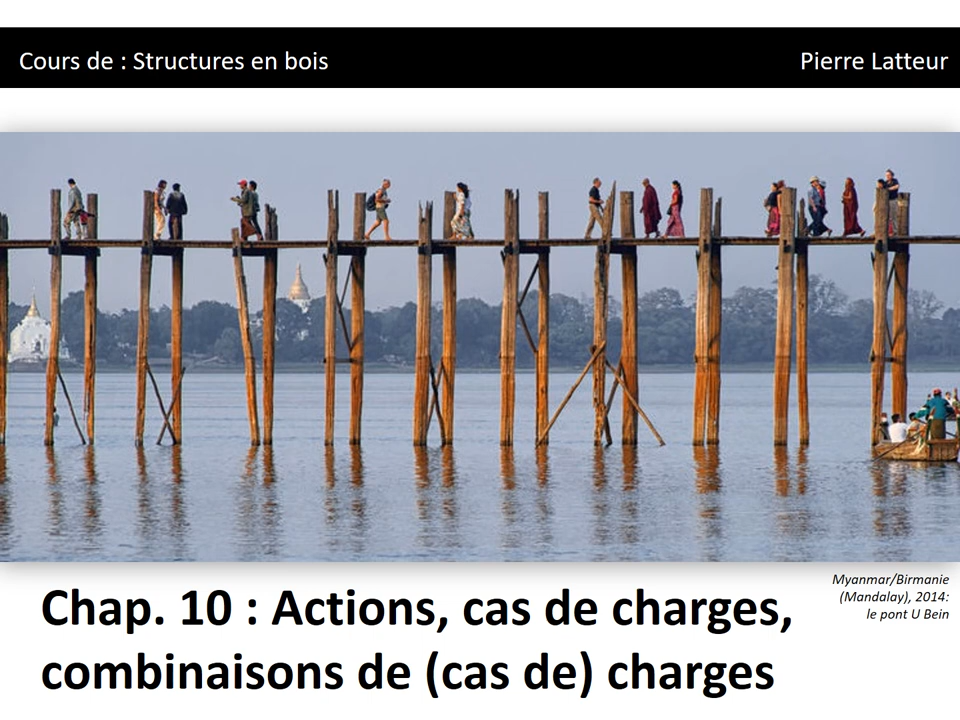 Cours de : Structures en bois
Pierre Latteur
Myanmar/Birmanie
(Mandalay), 2014:
le pont U Bein
Chap. 10 : Actions, cas de charges,
combinaisons de (cas de) charges